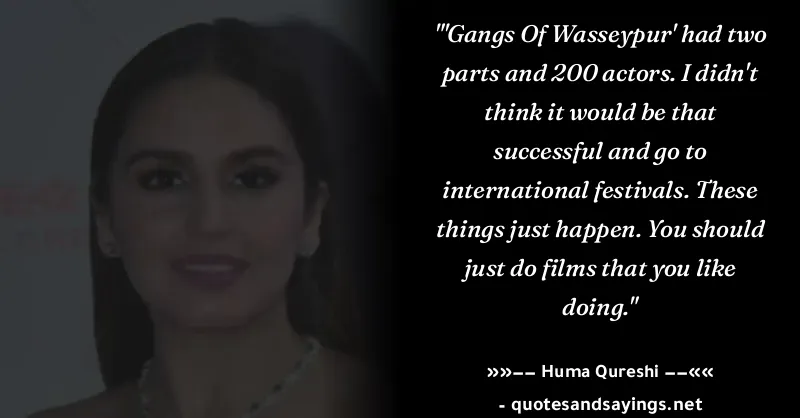 "'Gangs Of Wasseypur' had two
parts and 200 actors. I didn't
think it would be that
successful and go to
international festivals. These
things just happen. You should
just do films that you like
doing."
»»−− Huma Qureshi −−««
- quotesandsayings.net